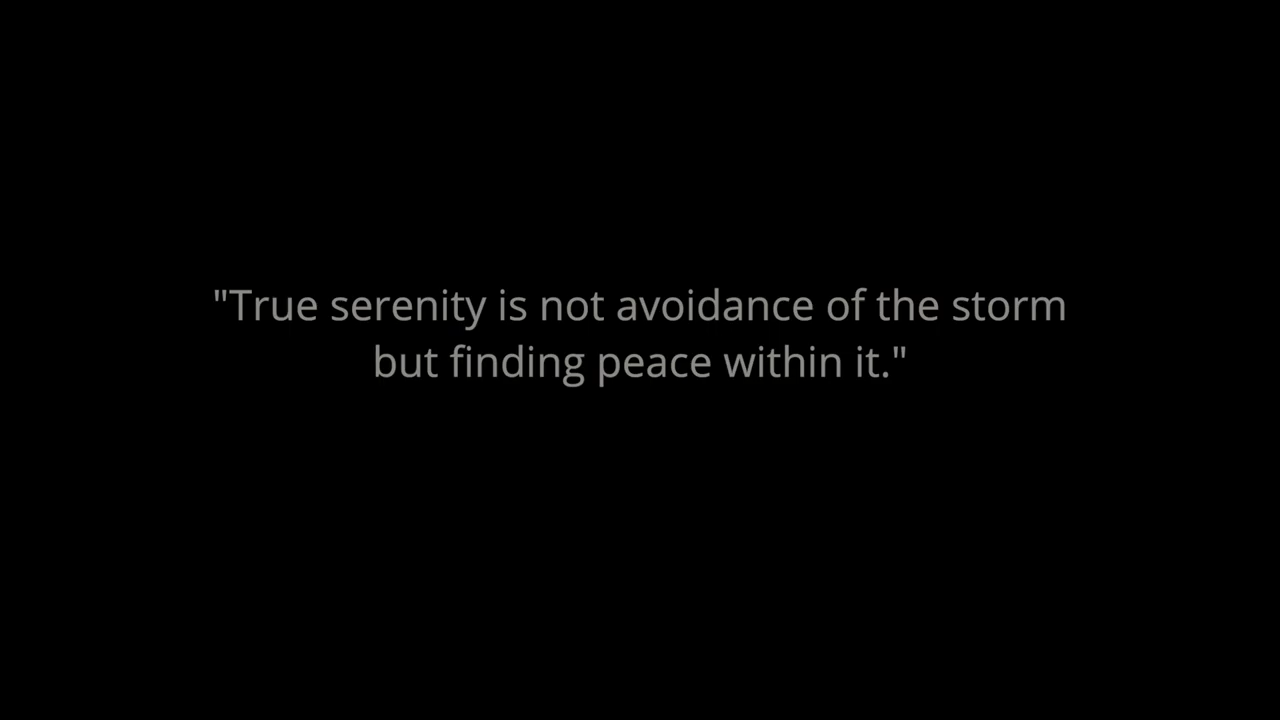 "True serenity is not avoidance of the storm
but finding peace within it."